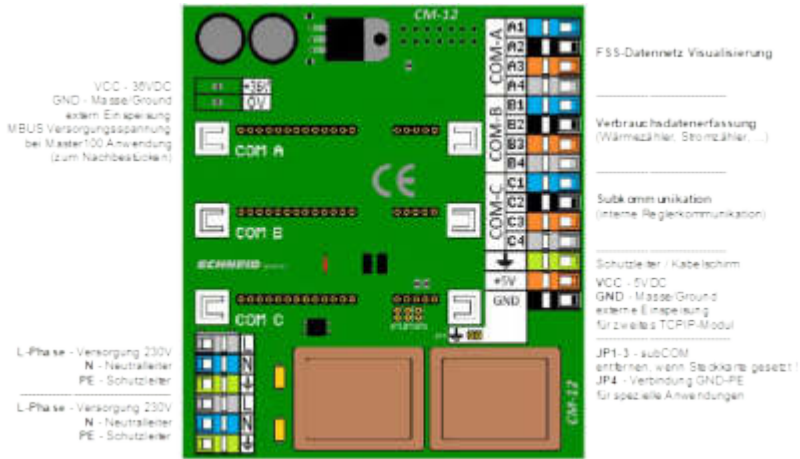 CM-12
VCC - 36VDC
GND - Masse/Ground
extern Einspeisung
MBUS Versorgungsspannung
bei Master100 Anwendung
(zum Nachbestücken)
+36V
0V
COM A
COM B
COM C
SCHNEID
COM-A
A1
A2
A3
A4
COM-B
B1
B2
B3
B4
COM-C
C1
C2
C3
C4
+5V
GND
FSS-Datennetz Visualisierung
Verbrauchsdatenerfassung
(Wärmezähler, Stromzähler, ...)
Subkommunikation
(interne Reglerkommunikation)
Schutzleiter / Kabelschirm
VCC - 5VDC
GND - Masse/Ground
externe Einspeisung
für zweites TCPIP-Modul
JP1-3 - subCOM
entfernen, wenn Steckkarte gesetzt !
JP4 - Verbindung GND-PE
für spezielle Anwendungen
L-Phase - Versorgung 230V
N - Neutralleiter
PE - Schutzleiter
L-Phase - Versorgung 230V
N - Neutralleiter
PE - Schutzleiter
L
N
L
N
CM-12